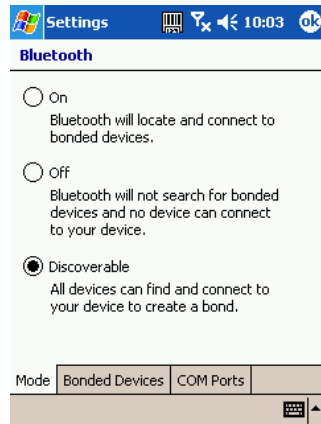 Settings 10:03 ok
Bluetooth
On
Bluetooth will locate and connect to
bonded devices.
Off
Bluetooth will not search for bonded
devices and no device can connect
to your device.
Discoverable
All devices can find and connect to
your device to create a bond.
Mode Bonded Devices COM Ports